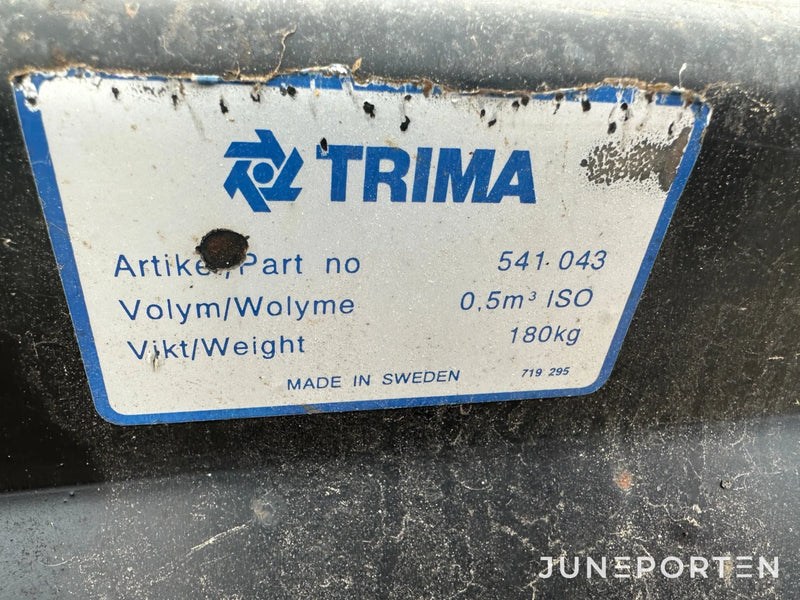 TRIMA
Artikel/Part no 541.043
Volym/Wolyme 0,5m³ ISO
Vikt/Weight 180kg
MADE IN SWEDEN 719 295
JUNEPORTEN